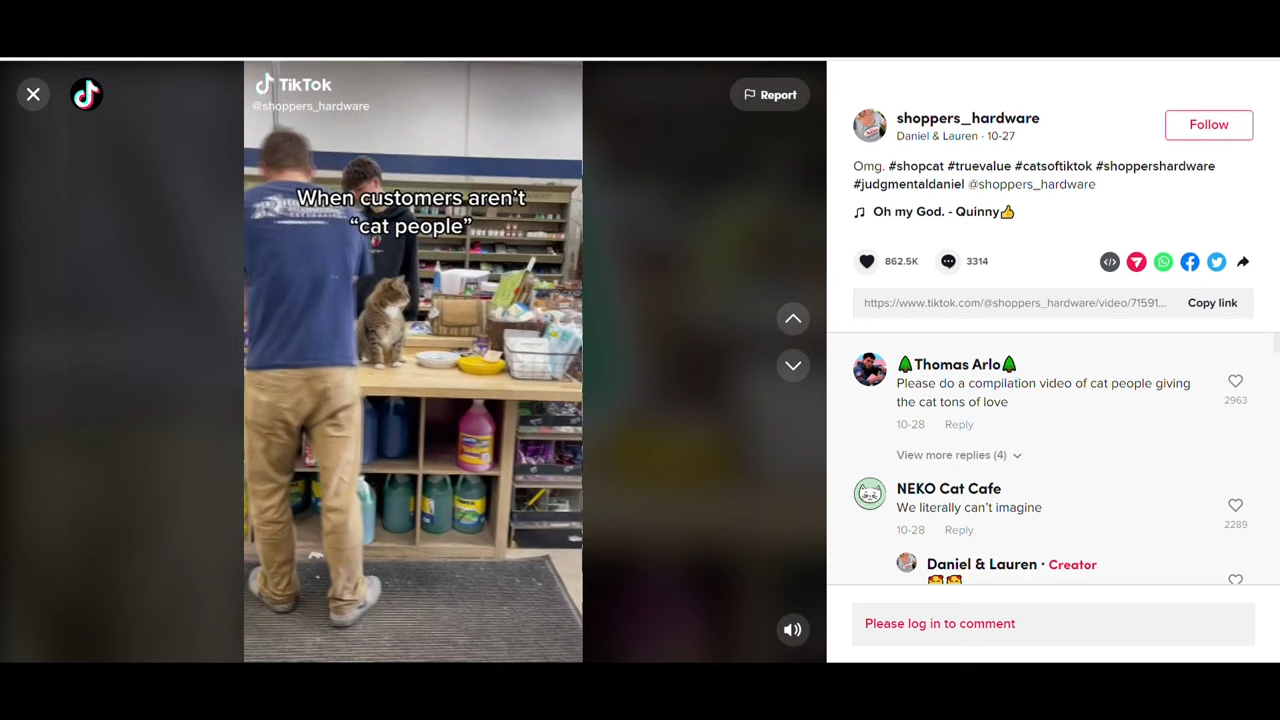 TikTok
@shoppers_hardware
Report
When customers aren't
"cat people"
shoppers_hardware
Follow
Daniel & Lauren · 10-27
Omg. #shopcat #truevalue #catsoftiktok #shoppershardware
#judgmentaldaniel @shoppers_hardware
Oh my God. - Quinny👍
862.5K
3314
https://www.tiktok.com/@shoppers_hardware/video/71591...
Copy link
🌲Thomas Arlo🌲
Please do a compilation video of cat people giving
the cat tons of love
2963
10-28 Reply
View more replies (4)
NEKO Cat Cafe
We literally can't imagine
2289
10-28 Reply
Daniel & Lauren · Creator
🥰🥰
Please log in to comment